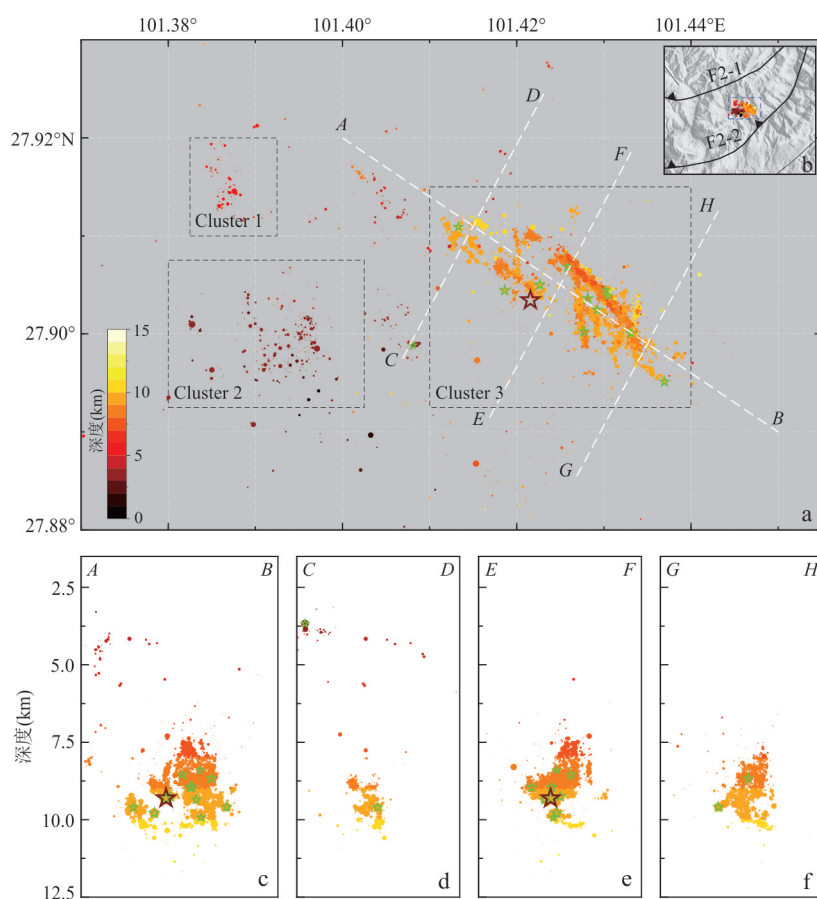 101.38°
101.40°
101.42°
101.44°E
27.92°N
27.90°
27.88°
A
D
F
H
C
E
G
B
Cluster 1
Cluster 2
Cluster 3
F2-1
F2-2
b
深度(km)
15
10
5
0
a
A B
C D
E F
G H
深度(km)
2.5
5.0
7.5
10.0
12.5
c
d
e
f